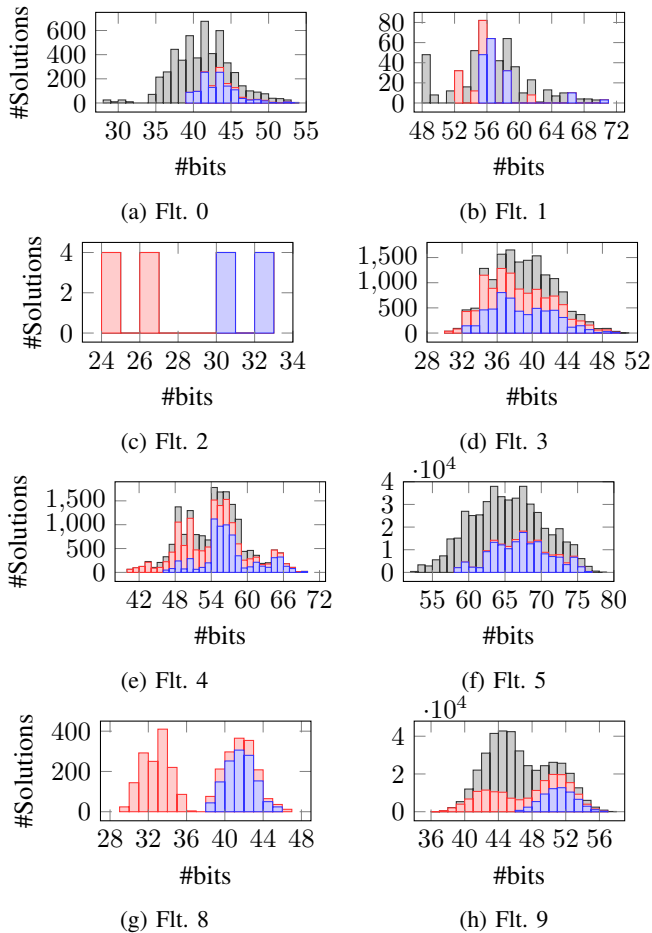 #Solutions
600
400
200
0
30 35 40 45 50 55
#bits
(a) Flt. 0
80
60
40
20
0
48 52 56 60 64 68 72
#bits
(b) Flt. 1
#Solutions
4
2
0
24 26 28 30 32 34
#bits
(c) Flt. 2
1,500
1,000
500
0
28 32 36 40 44 48 52
#bits
(d) Flt. 3
#Solutions
1,500
1,000
500
0
42 48 54 60 66 72
#bits
(e) Flt. 4
·10⁴
4
3
2
1
0
55 60 65 70 75 80
#bits
(f) Flt. 5
#Solutions
400
200
0
28 32 36 40 44 48
#bits
(g) Flt. 8
·10⁴
4
2
0
36 40 44 48 52 56
#bits
(h) Flt. 9